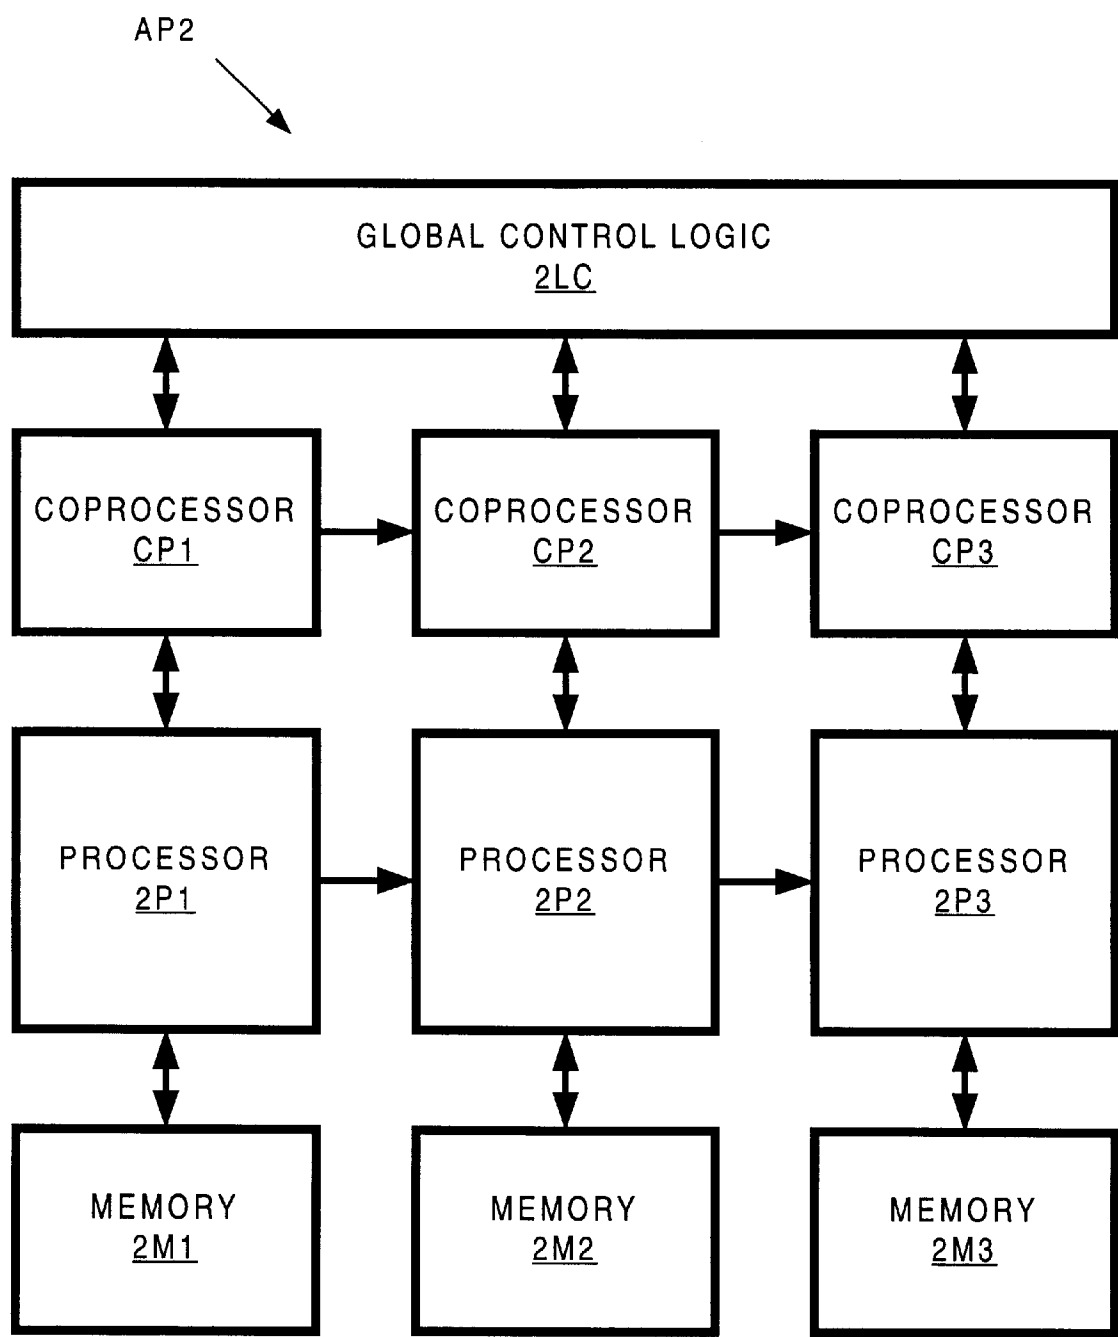 AP2
GLOBAL CONTROL LOGIC
2LC
COPROCESSOR
CP1
COPROCESSOR
CP2
COPROCESSOR
CP3
PROCESSOR
2P1
PROCESSOR
2P2
PROCESSOR
2P3
MEMORY
2M1
MEMORY
2M2
MEMORY
2M3